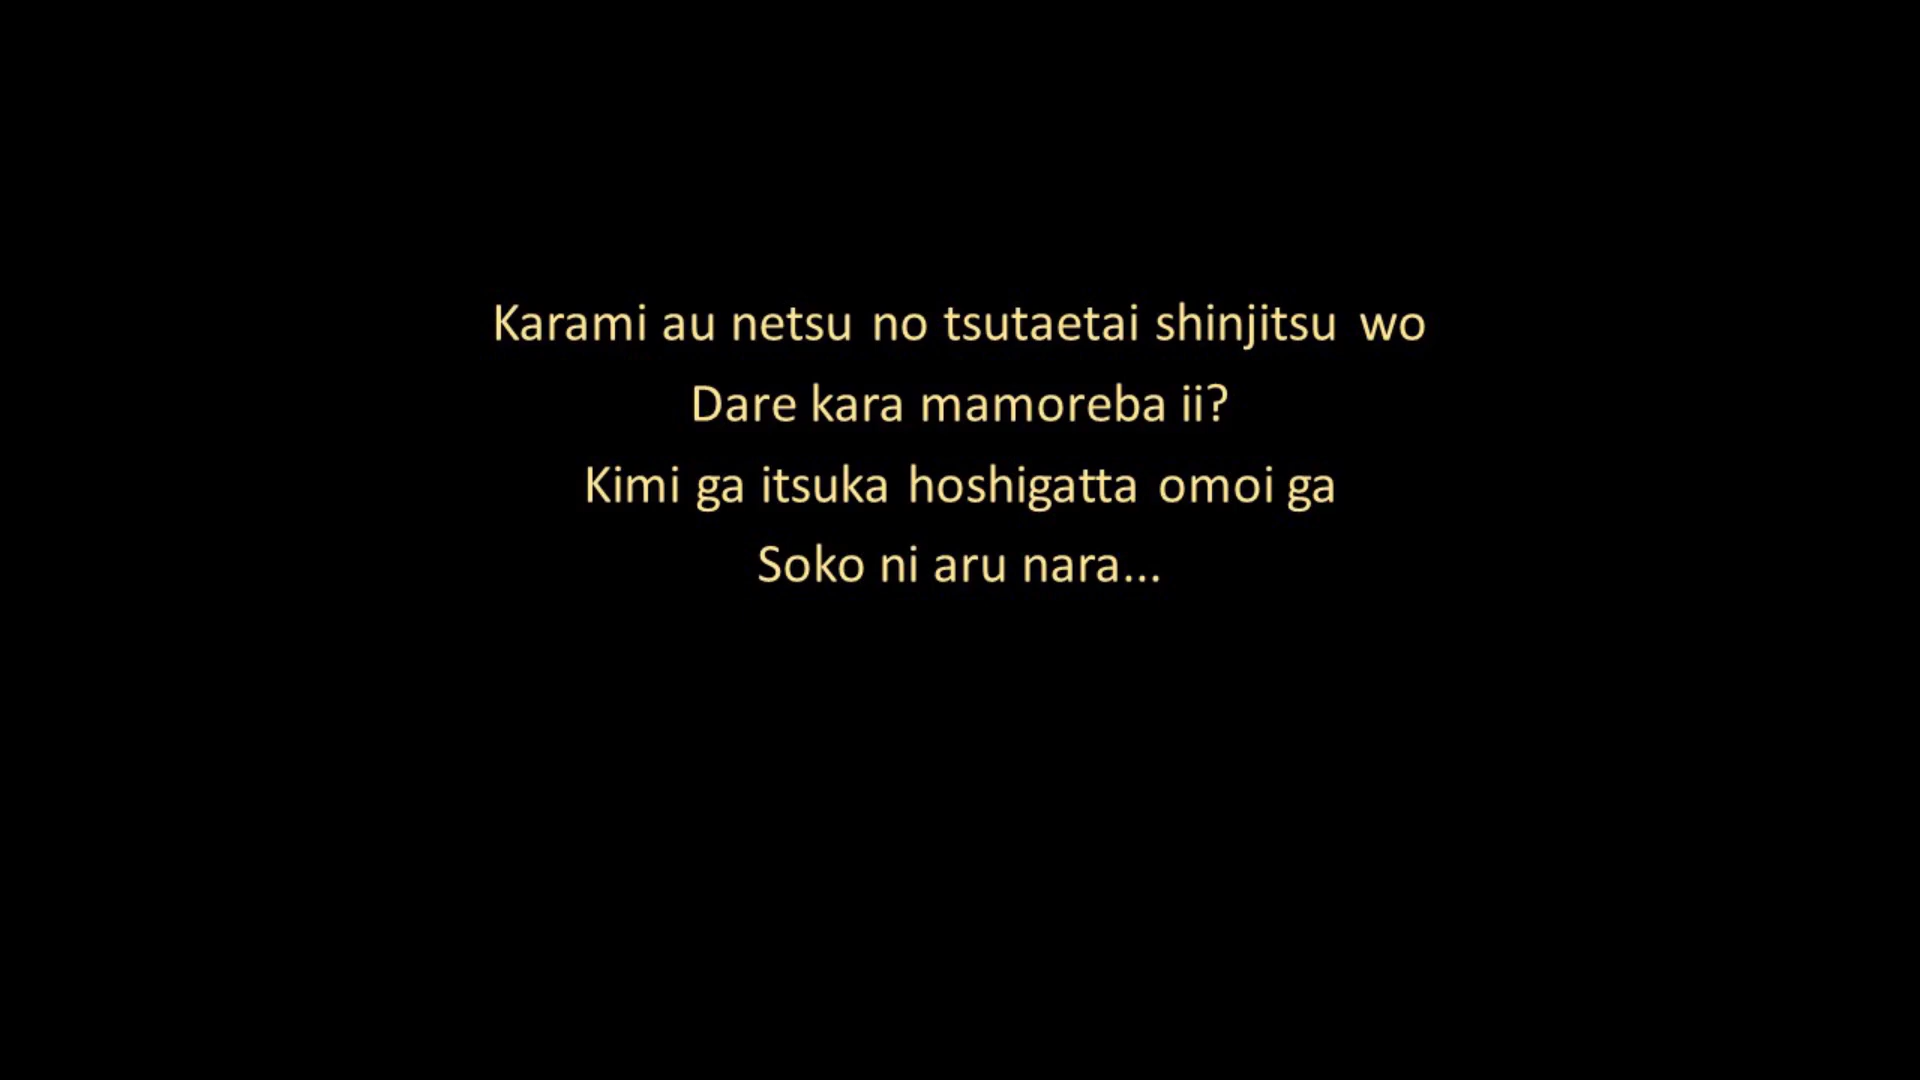 Karami au netsu no tsutaetai shinjitsu wo
Dare kara mamoreba ii?
Kimi ga itsuka hoshigatta omoi ga
Soko ni aru nara...